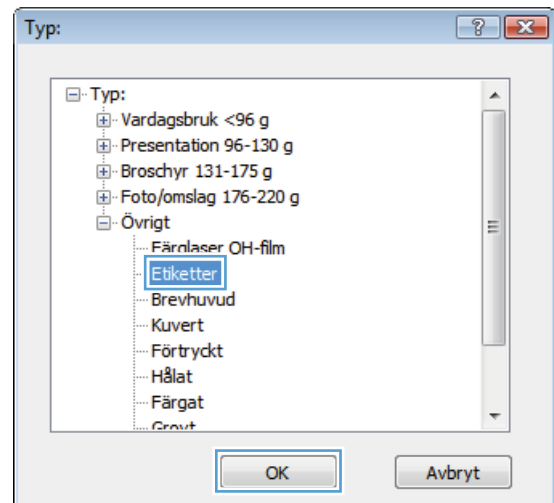 Typ:
Typ:
Vardagsbruk <96 g
Presentation 96-130 g
Broschyr 131-175 g
Foto/omslag 176-220 g
Övrigt
Färglaser OH-film
Etiketter
Brevhuvud
Kuvert
Förtryckt
Hålat
Färgat
Grovt
OK
Avbryt